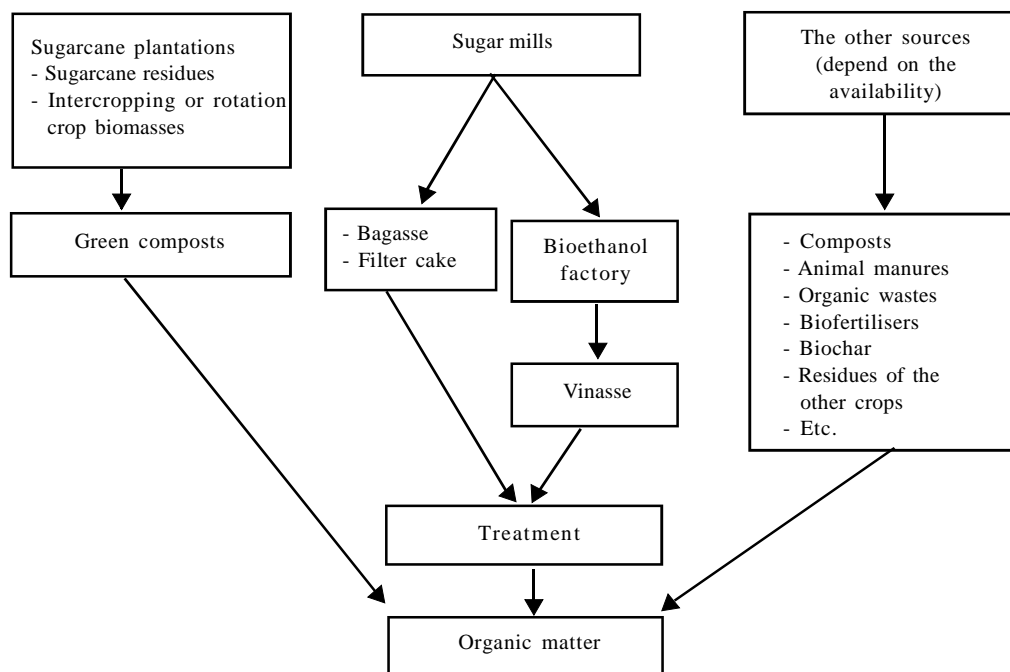 Sugarcane plantations
- Sugarcane residues
- Intercropping or rotation
crop biomasses
Sugar mills
The other sources
(depend on the
availability)
Green composts
- Bagasse
- Filter cake
Bioethanol
factory
- Composts
- Animal manures
- Organic wastes
- Biofertilisers
- Biochar
- Residues of the
other crops
- Etc.
Vinasse
Treatment
Organic matter